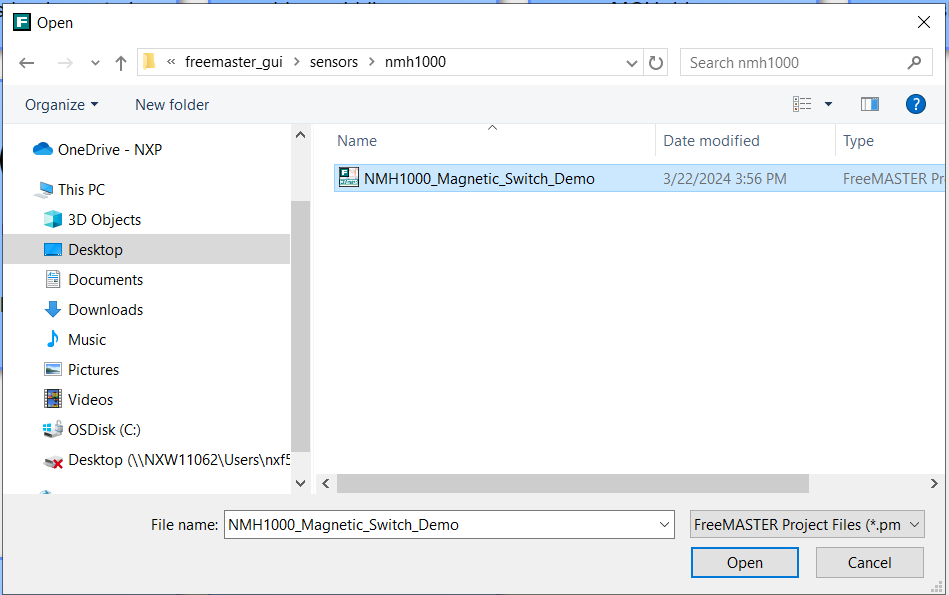 Open
« freemaster_gui > sensors > nmh1000
Search nmh1000
Organize
New folder
?
Name
Date modified
Type
OneDrive - NXP
This PC
3D Objects
Desktop
Documents
Downloads
Music
Pictures
Videos
OSDisk (C:)
Desktop (\\NXW11062\Users\nxf5
NMH1000_Magnetic_Switch_Demo
3/22/2024 3:56 PM
FreeMASTER Pr
File name:
NMH1000_Magnetic_Switch_Demo
FreeMASTER Project Files (*.pm
Open
Cancel